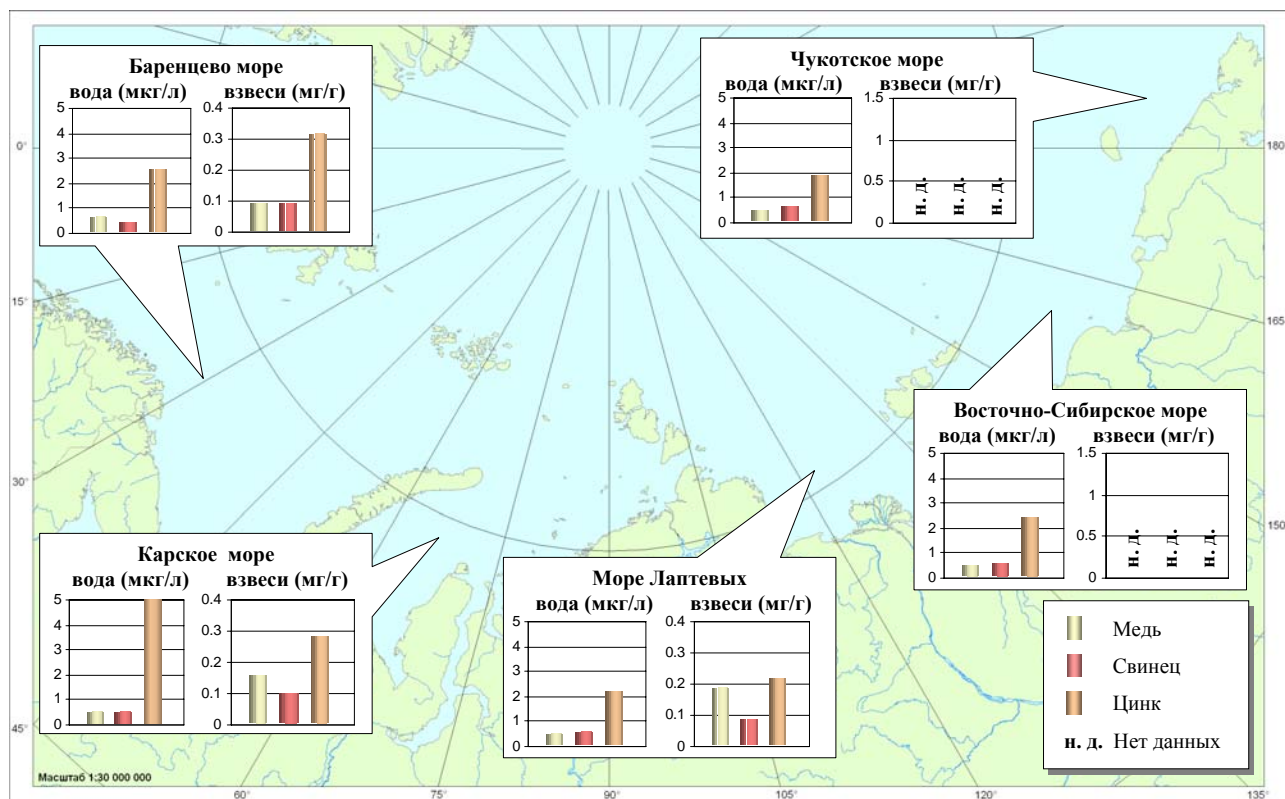 Баренцево море
вода (мкг/л) взвеси (мг/г)
5 0.4
4 0.3
3 0.2
2 0.1
1 0
0
Чукотское море
вода (мкг/л) взвеси (мг/г)
5 1.5
4 1
3 0.5
2 0
1
0
н. д. н. д. н. д.
0°
180
15°
165
30°
150
45°
Восточно-Сибирское море
вода (мкг/л) взвеси (мг/г)
5 1.5
4 1
3 0.5
2 0
1
0
н. д. н. д. н. д.
Карское море
вода (мкг/л) взвеси (мг/г)
5 0.4
4 0.3
3 0.2
2 0.1
1 0
0
Море Лаптевых
вода (мкг/л) взвеси (мг/г)
5 0.4
4 0.3
3 0.2
2 0.1
1 0
0
Медь
Свинец
Цинк
н. д. Нет данных
Масштаб 1:30 000 000
60° 75° 90° 105° 120° 135°